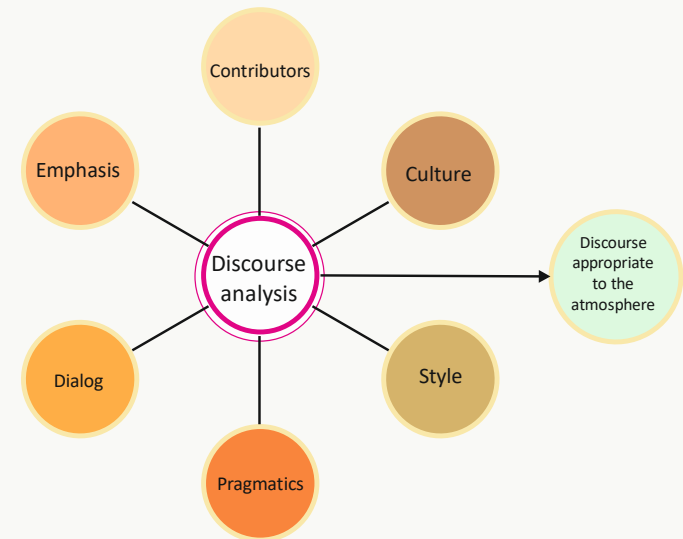 Contributors
Emphasis
Culture
Discourse
analysis
Discourse
appropriate
to the
atmosphere
Dialog
Style
Pragmatics